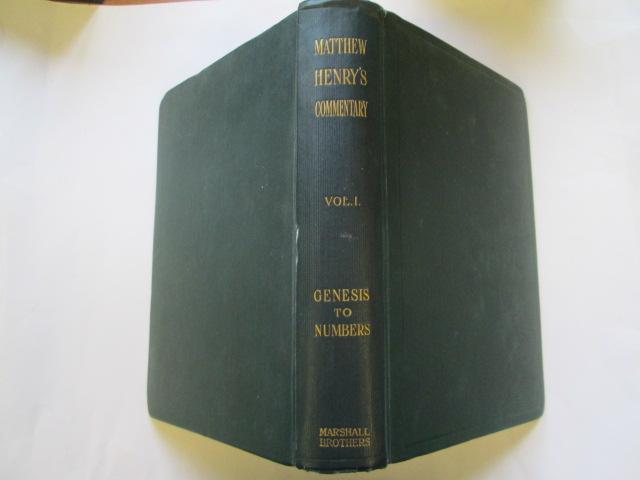 MATTHEW
HENRY'S
COMMENTARY
VOL. I.
GENESIS
TO
NUMBERS
MARSHALL
BROTHERS